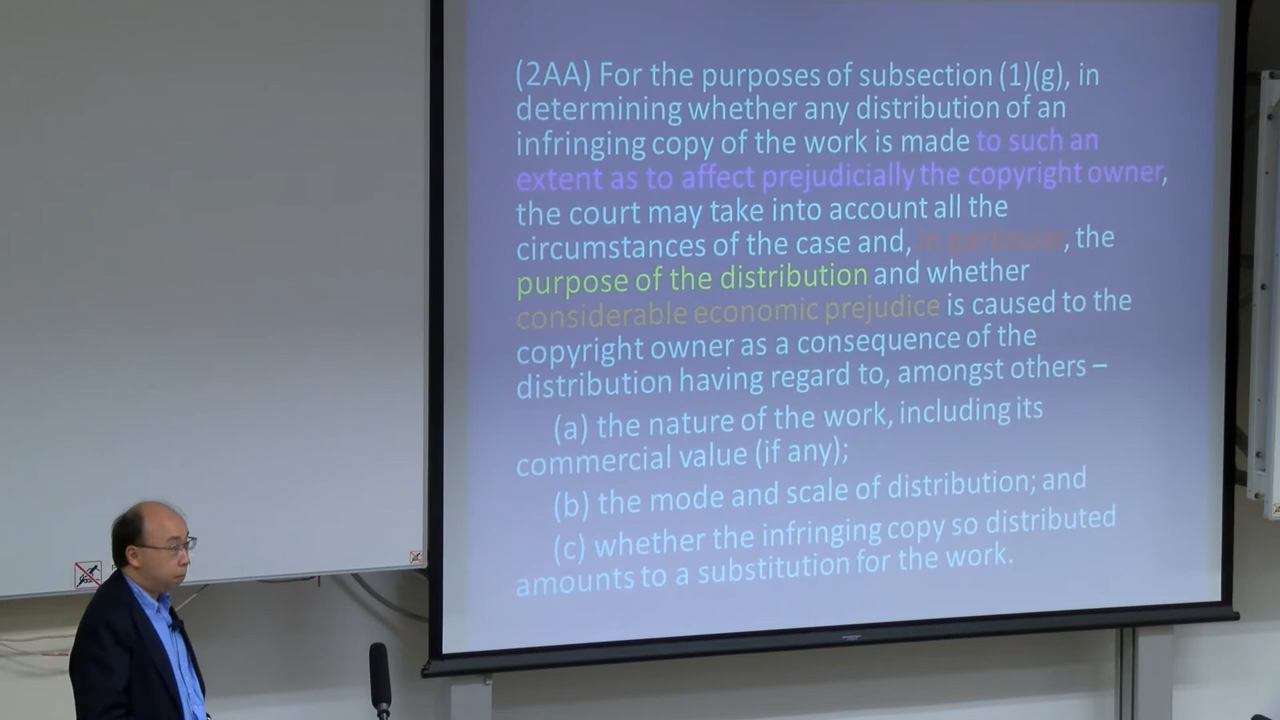 (2AA) For the purposes of subsection (1)(g), in
determining whether any distribution of an
infringing copy of the work is made to such an
extent as to affect prejudicially the copyright owner,
the court may take into account all the
circumstances of the case and, in particular, the
purpose of the distribution and whether
considerable economic prejudice is caused to the
copyright owner as a consequence of the
distribution having regard to, amongst others –
(a) the nature of the work, including its
commercial value (if any);
(b) the mode and scale of distribution; and
(c) whether the infringing copy so distributed
amounts to a substitution for the work.